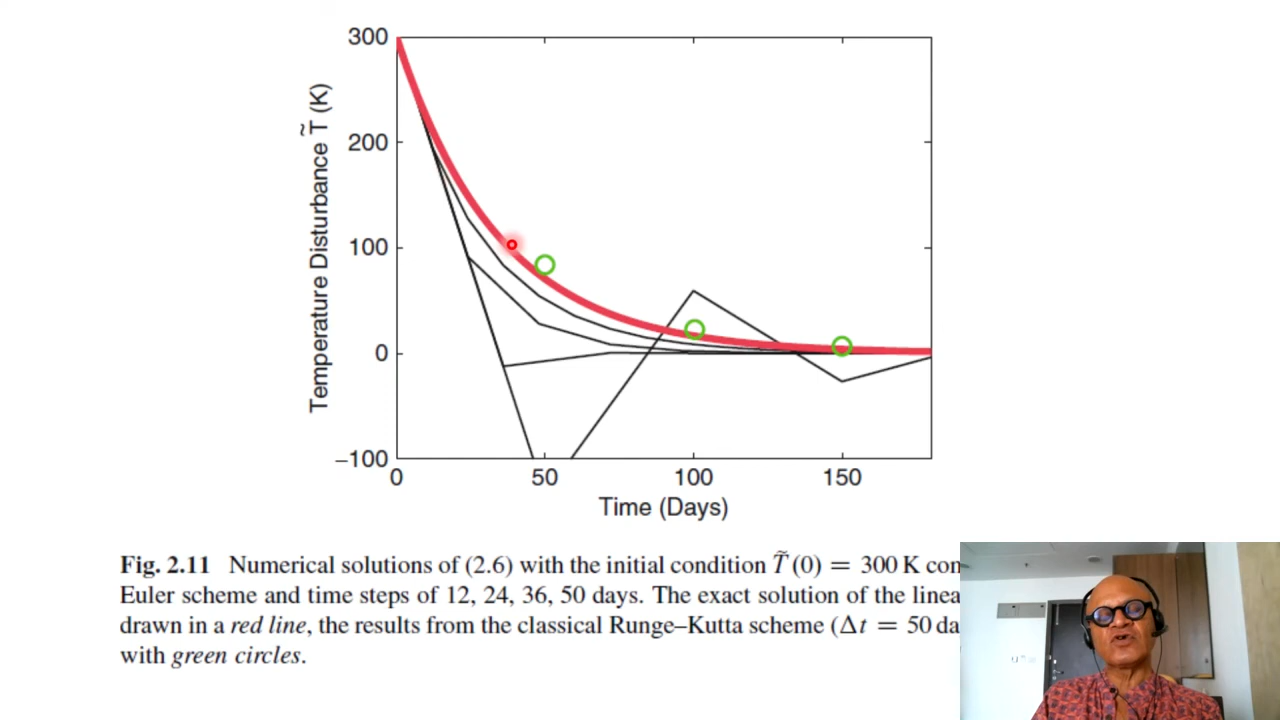 300
200
100
0
−100
0 50 100 150
Temperature Disturbance T̃ (K)
Time (Days)
Fig. 2.11 Numerical solutions of (2.6) with the initial condition T̃(0) = 300 K
Euler scheme and time steps of 12, 24, 36, 50 days. The exact solution of the
drawn in a red line, the results from the classical Runge–Kutta scheme (Δt = 50
with green circles.